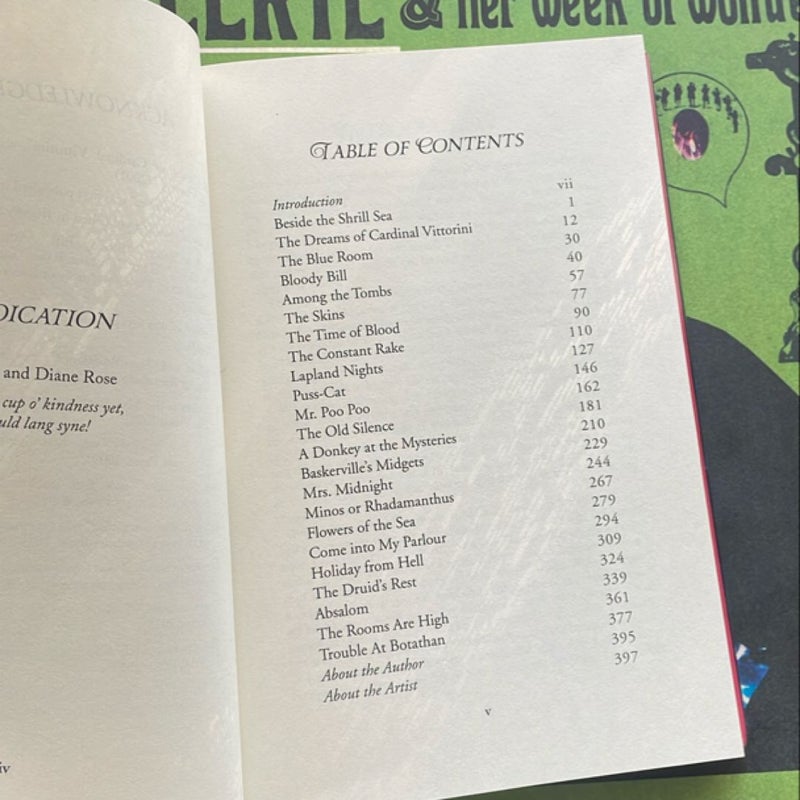 & her week of
TABLE OF CONTENTS
Introduction vii
Beside the Shrill Sea 1
The Dreams of Cardinal Vittorini 12
The Blue Room 30
Bloody Bill 40
Among the Tombs 57
The Skins 77
The Time of Blood 90
The Constant Rake 110
Lapland Nights 127
Puss-Cat 146
Mr. Poo Poo 162
The Old Silence 181
A Donkey at the Mysteries 210
Baskerville's Midgets 229
Mrs. Midnight 244
Minos or Rhadamanthus 267
Flowers of the Sea 279
Come into My Parlour 294
Holiday from Hell 309
The Druid's Rest 324
Absalom 339
The Rooms Are High 361
Trouble At Botathan 377
About the Author 395
About the Artist 397
v
DICATION
and Diane Rose
cup o' kindness yet,
uld lang syne!
iv